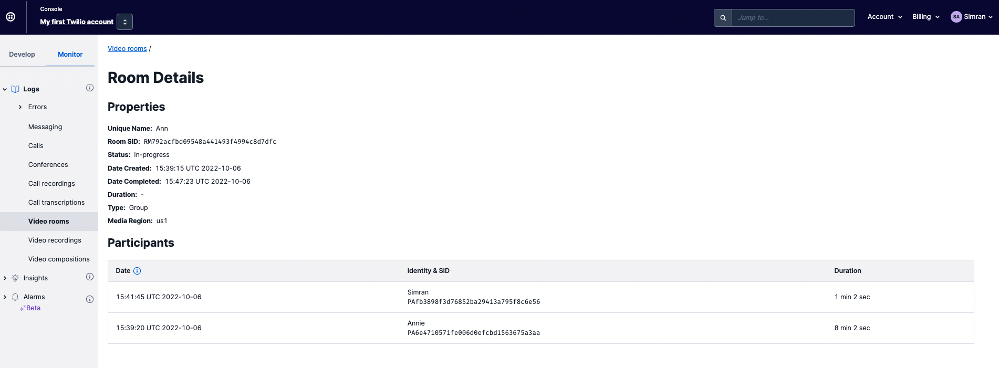 Console
My first Twilio account
Jump to...
Account
Billing
SA
Simran
Develop
Monitor
Logs
Errors
Messaging
Calls
Conferences
Call recordings
Call transcriptions
Video rooms
Video recordings
Video compositions
Insights
Alarms
Beta
Video rooms /
Room Details
Properties
Unique Name: Ann
Room SID: RM792acfbd09548a441493f4994c8d7dfc
Status: In-progress
Date Created: 15:39:15 UTC 2022-10-06
Date Completed: 15:47:23 UTC 2022-10-06
Duration: -
Type: Group
Media Region: us1
Participants
Date Identity & SID Duration
15:41:45 UTC 2022-10-06 Simran 1 min 2 sec
PAfb3898f3d76852ba29413a795f8c6e56
15:39:20 UTC 2022-10-06 Annie 8 min 2 sec
PA6e4710571fe006d0efcbd1563675a3aa